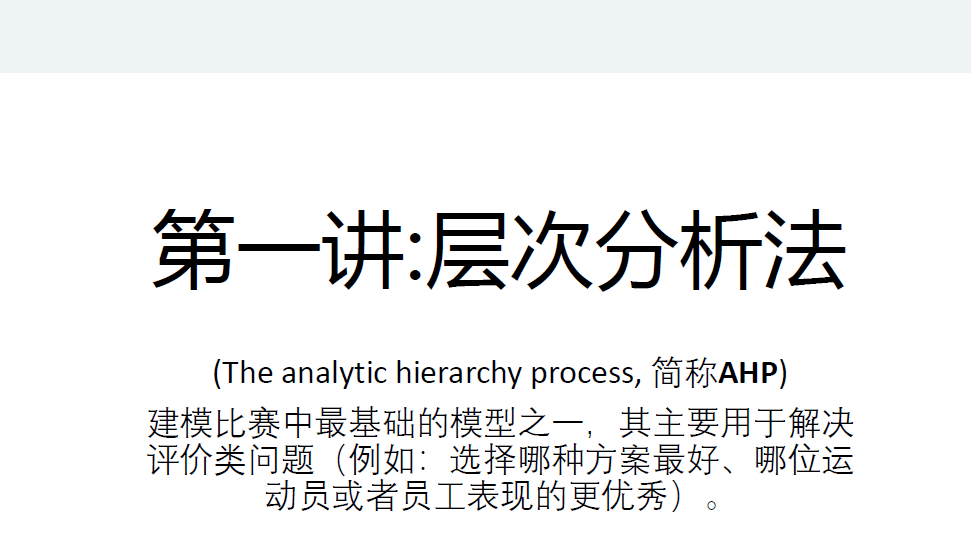 第一讲:层次分析法
(The analytic hierarchy process, 简称AHP)
建模比赛中最基础的模型之一，其主要用于解决
评价类问题（例如：选择哪种方案最好、哪位运
动员或者员工表现的更优秀）。